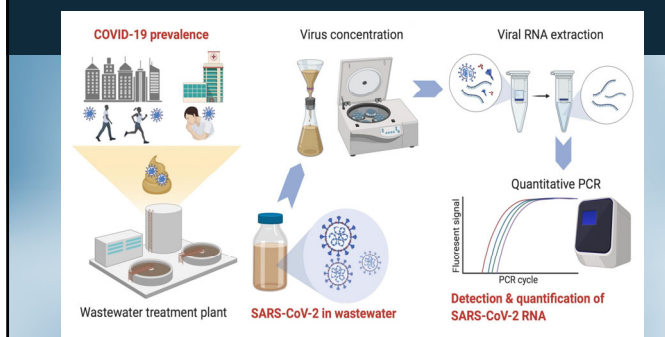 COVID-19 prevalence
Virus concentration
Viral RNA extraction
Wastewater treatment plant
SARS-CoV-2 in wastewater
Quantitative PCR
Fluoresent signal
PCR cycle
Detection & quantification of
SARS-CoV-2 RNA